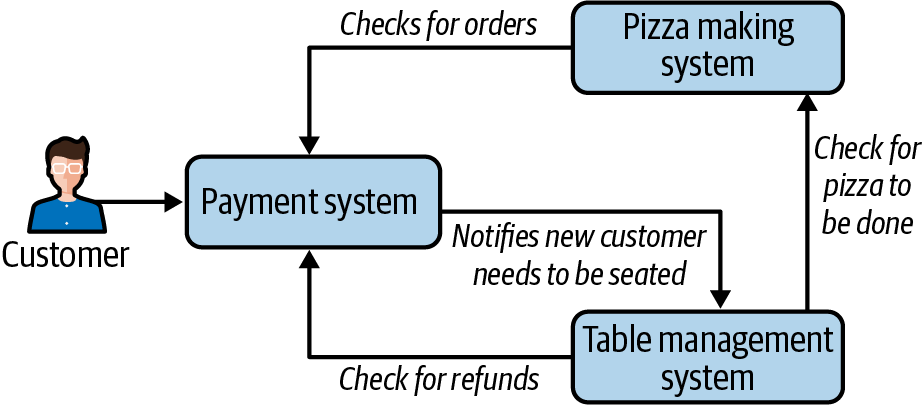 Checks for orders
Pizza making
system
Check for
pizza to
be done
Payment system
Customer
Notifies new customer
needs to be seated
Table management
system
Check for refunds